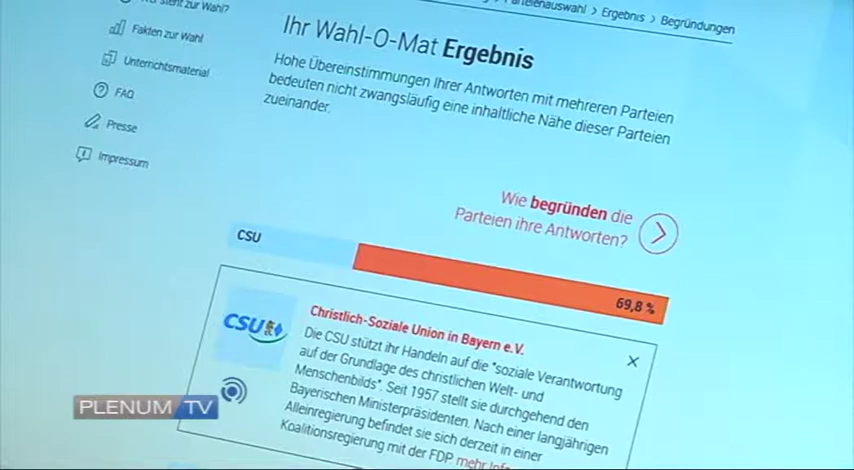 steht zur Wahl?
Parteienauswahl > Ergebnis > Begründungen
Fakten zur Wahl
Unterrichtsmaterial
FAQ
Presse
Impressum
Ihr Wahl-O-Mat Ergebnis
Hohe Übereinstimmungen Ihrer Antworten mit mehreren Parteien
bedeuten nicht zwangsläufig eine inhaltliche Nähe dieser Parteien
zueinander.
Wie begründen die
Parteien ihre Antworten?
CSU
69,8 %
CSU
Christlich-Soziale Union in Bayern e.V.
Die CSU stützt ihr Handeln auf die "soziale Verantwortung
auf der Grundlage des christlichen Welt- und
Menschenbilds". Seit 1957 stellt sie durchgehend den
Bayerischen Ministerpräsidenten. Nach einer langjährigen
Alleinregierung befindet sie sich derzeit in einer
Koalitionsregierung mit der FDP. mehr
PLENUM TV